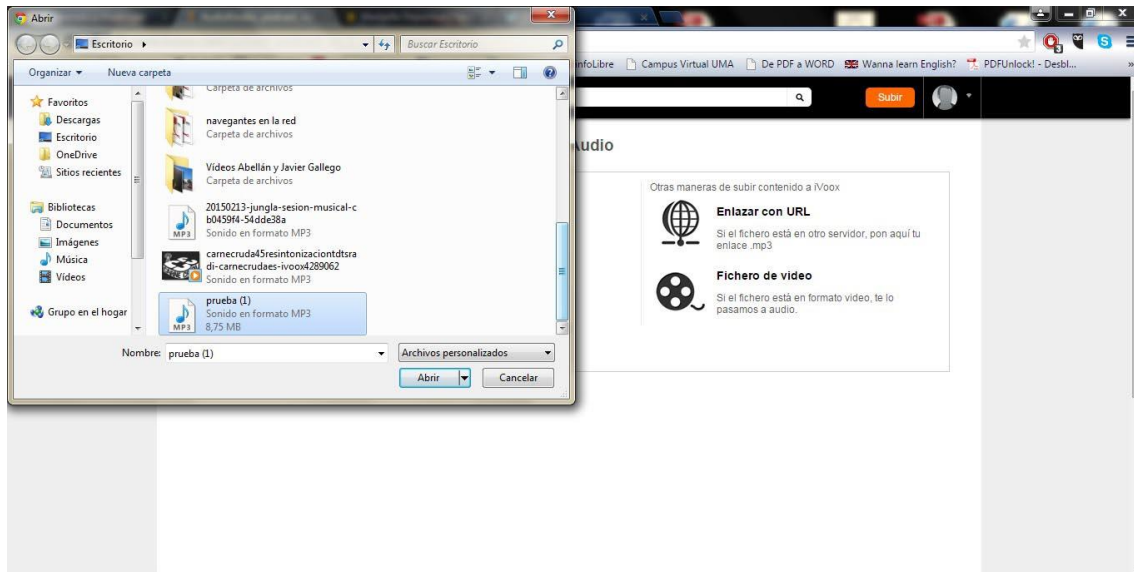 Abrir
Escritorio
Buscar Escritorio
Organizar
Nueva carpeta
Favoritos
Descargas
Escritorio
OneDrive
Sitios recientes
Bibliotecas
Documentos
Imágenes
Música
Vídeos
Grupo en el hogar
Carpeta de archivos
navegantes en la red
Carpeta de archivos
Vídeos Abellán y Javier Gallego
Carpeta de archivos
20150213-jungla-sesion-musical-c
b0459f4-54dde38a
Sonido en formato MP3
MP3
carnecruda45resintonizaciontdtsra
di-carnecrudaes-ivoox4289062
Sonido en formato MP3
prueba (1)
Sonido en formato MP3
8,75 MB
MP3
Nombre: prueba (1)
Archivos personalizados
Abrir
Cancelar
infoLibre
Campus Virtual UMA
De PDF a WORD
Wanna learn English?
PDFUnlock! - Desbl...
»
Subir
Audio
Otras maneras de subir contenido a iVoox
Enlazar con URL
Si el fichero está en otro servidor, pon aquí tu
enlace .mp3
Fichero de video
Si el fichero está en formato video, te lo
pasamos a audio.